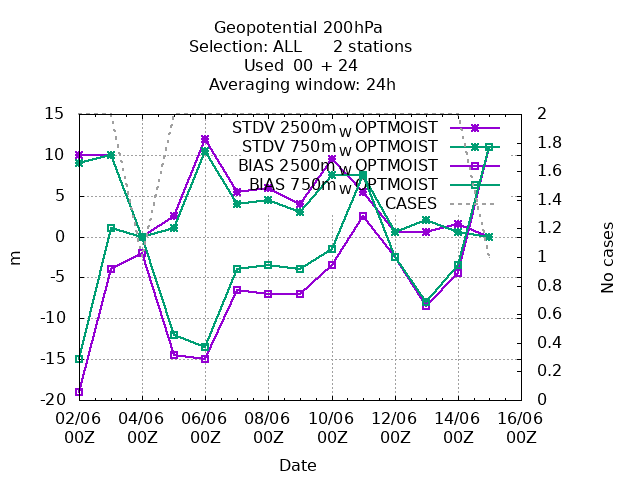 Geopotential 200hPa
Selection: ALL 2 stations
Used 00 + 24
Averaging window: 24h
15 2
STDV 2500m_W OPTMOIST
1.8
STDV 750m_W OPTMOIST
10
1.6
BIAS 2500m_W OPTMOIST
BIAS 750m_W OPTMOIST
5
1.4
CASES
0 1.2
m
-5 1
No cases
0.8
-10
0.6
-15 0.4
0.2
-20 0
02/06 04/06 06/06 08/06 10/06 12/06 14/06 16/06
00Z 00Z 00Z 00Z 00Z 00Z 00Z 00Z
Date